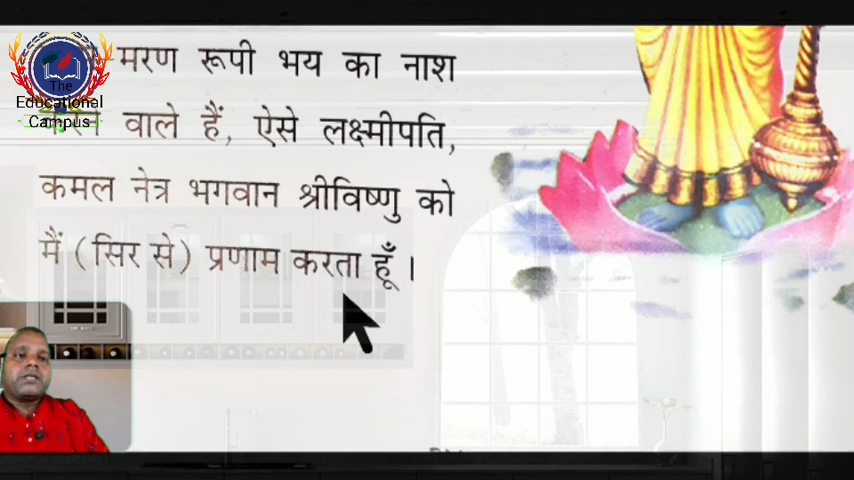 The
Educational
Campus
मरण रूपी भय का नाश
वाले हैं, ऐसे लक्ष्मीपति,
कमल नेत्र भगवान श्रीविष्णु को
मैं (सिर से) प्रणाम करता हूँ ।